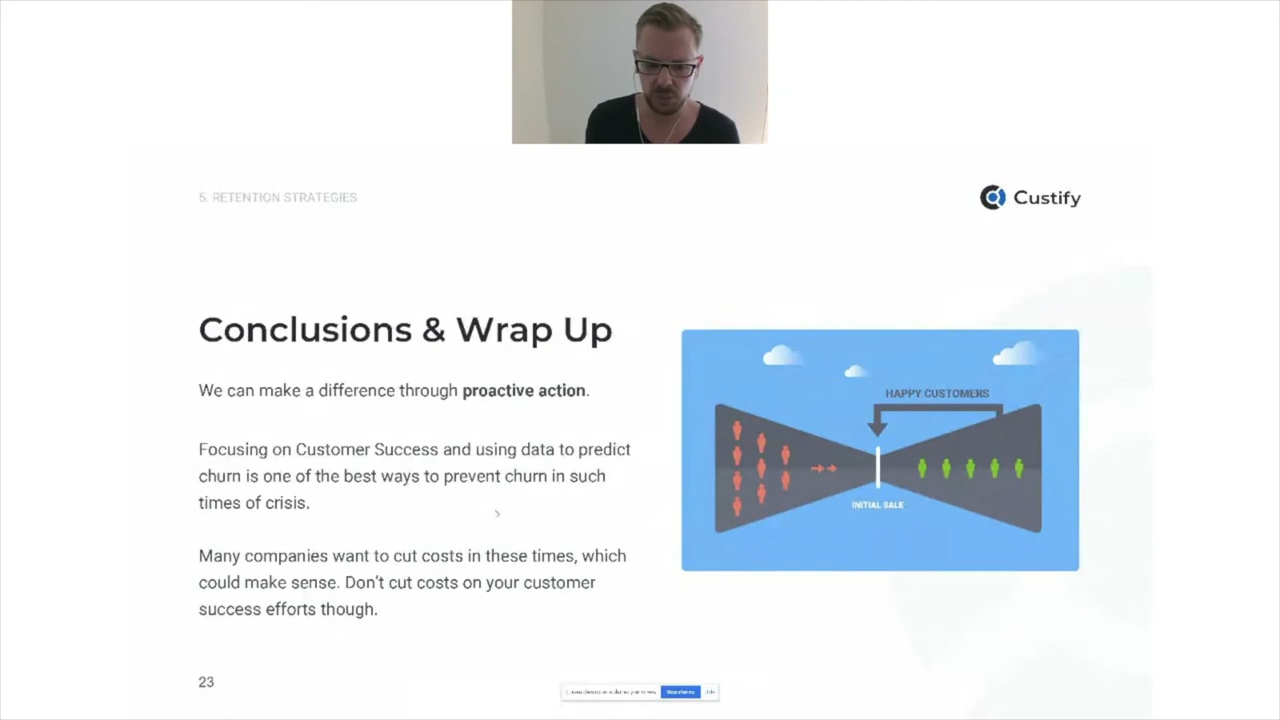 5. RETENTION STRATEGIES
Custify
Conclusions & Wrap Up
We can make a difference through proactive action.
Focusing on Customer Success and using data to predict
churn is one of the best ways to prevent churn in such
times of crisis.
Many companies want to cut costs in these times, which
could make sense. Don't cut costs on your customer
success efforts though.
HAPPY CUSTOMERS
INITIAL SALE
23